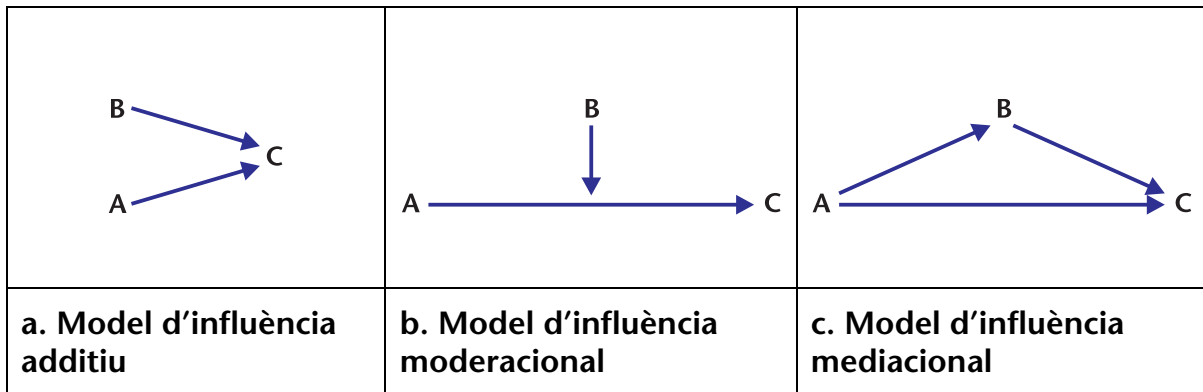 B
C
A
B
A
C
B
A
C
a. Model d'influència
additiu
b. Model d'influència
moderacional
c. Model d'influència
mediacional